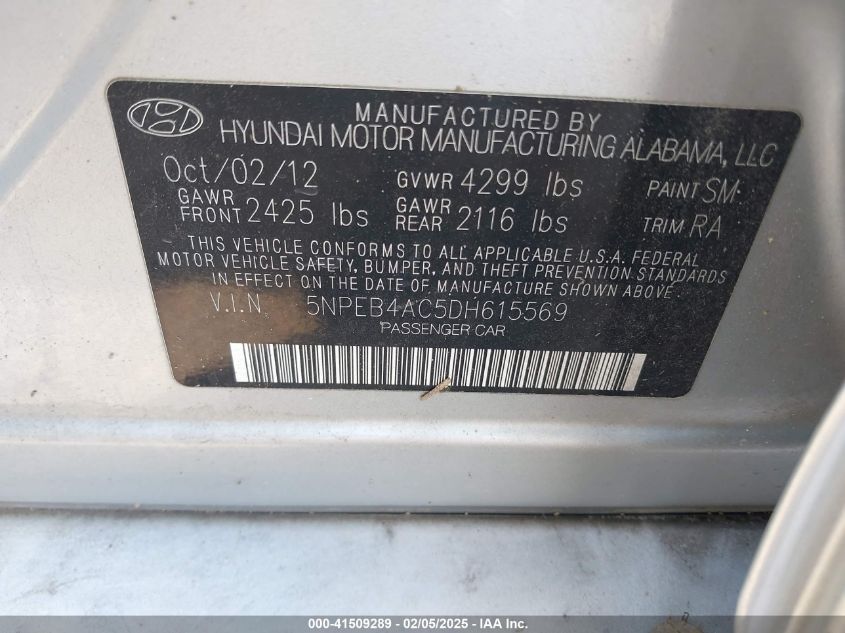 MANUFACTURED BY
HYUNDAI MOTOR MANUFACTURING ALABAMA, LLC
Oct/02/12 GVWR 4299 lbs PAINT SM
GAWR FRONT 2425 lbs GAWR REAR 2116 lbs TRIM RA
THIS VEHICLE CONFORMS TO ALL APPLICABLE U.S.A. FEDERAL
MOTOR VEHICLE SAFETY, BUMPER, AND THEFT PREVENTION STANDARDS
IN EFFECT ON THE DATE OF MANUFACTURE SHOWN ABOVE.
V.I.N. 5NPEB4AC5DH615569
PASSENGER CAR
000-41509289 - 02/05/2025 - IAA Inc.